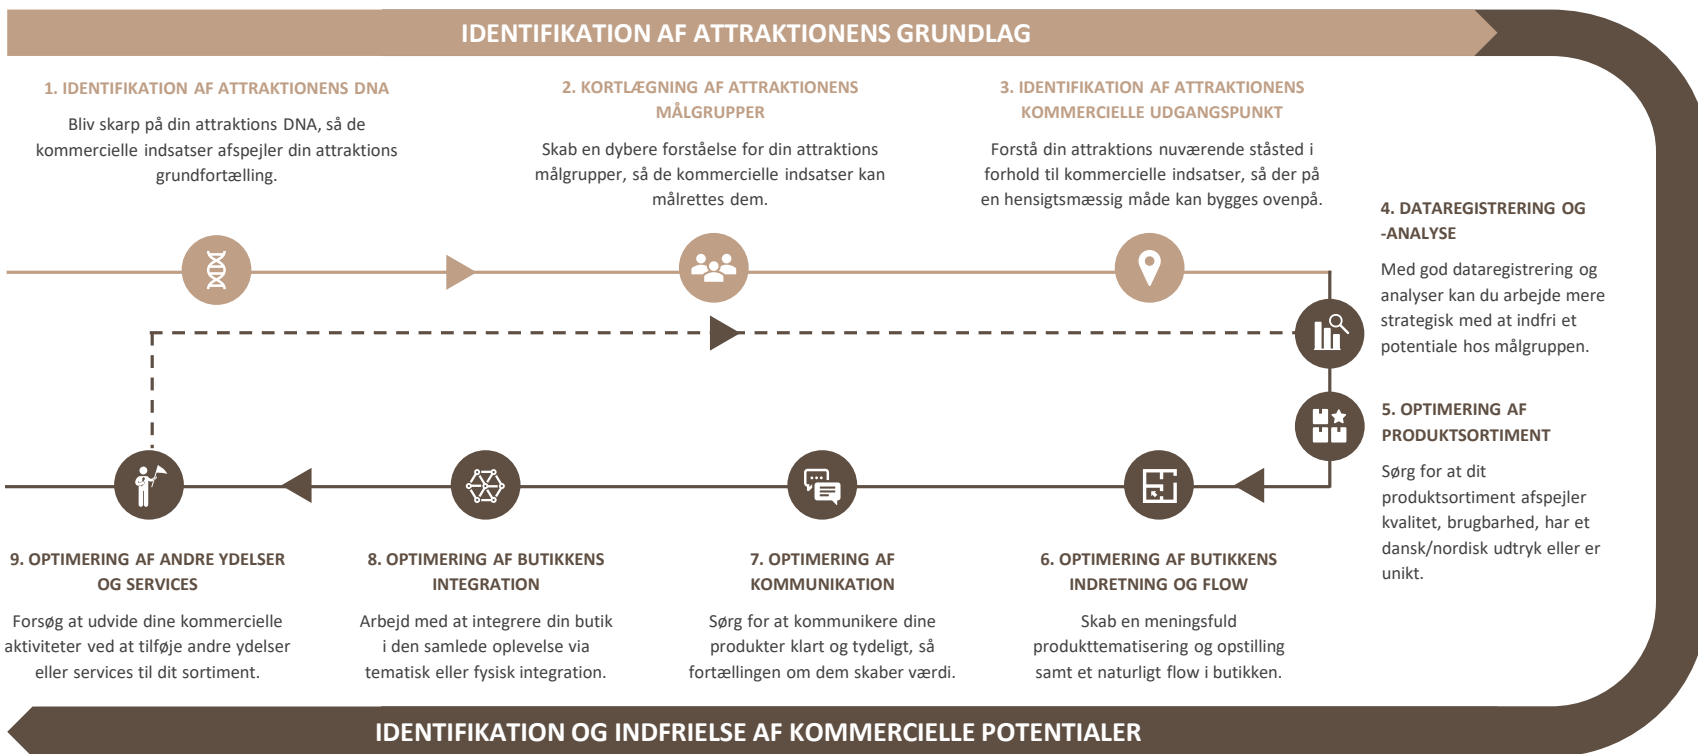 IDENTIFIKATION AF ATTRAKTIONENS GRUNDLAG
1. IDENTIFIKATION AF ATTRAKTIONENS DNA
Bliv skarp på din attraktions DNA, så de
kommercielle indsatser afspejler din attraktions
grundfortælling.
2. KORTLÆGNING AF ATTRAKTIONENS
MÅLGRUPPER
Skab en dybere forståelse for din attraktions
målgrupper, så de kommercielle indsatser kan
målrettes dem.
3. IDENTIFIKATION AF ATTRAKTIONENS
KOMMERCIELLE UDGANGSPUNKT
Forstå din attraktions nuværende ståsted i
forhold til kommercielle indsatser, så der på
en hensigtsmæssig måde kan bygges ovenpå.
4. DATAREGISTRERING OG
-ANALYSE
Med god dataregistrering og
analyser kan du arbejde mere
strategisk med at indfri et
potentiale hos målgruppen.
5. OPTIMERING AF
PRODUKTSORTIMENT
Sørg for at dit
produktsortiment afspejler
kvalitet, brugbarhed, har et
dansk/nordisk udtryk eller er
unikt.
9. OPTIMERING AF ANDRE YDELSER
OG SERVICES
Forsøg at udvide dine kommercielle
aktiviteter ved at tilføje andre ydelser
eller services til dit sortiment.
8. OPTIMERING AF BUTIKKENS
INTEGRATION
Arbejd med at integrere din butik
i den samlede oplevelse via
tematisk eller fysisk integration.
7. OPTIMERING AF
KOMMUNIKATION
Sørg for at kommunikere dine
produkter klart og tydeligt, så
fortællingen om dem skaber værdi.
6. OPTIMERING AF BUTIKKENS
INDRETNING OG FLOW
Skab en meningsfuld
produkttematisering og opstilling
samt et naturligt flow i butikken.
IDENTIFIKATION OG INDFRIELSE AF KOMMERCIELLE POTENTIALER